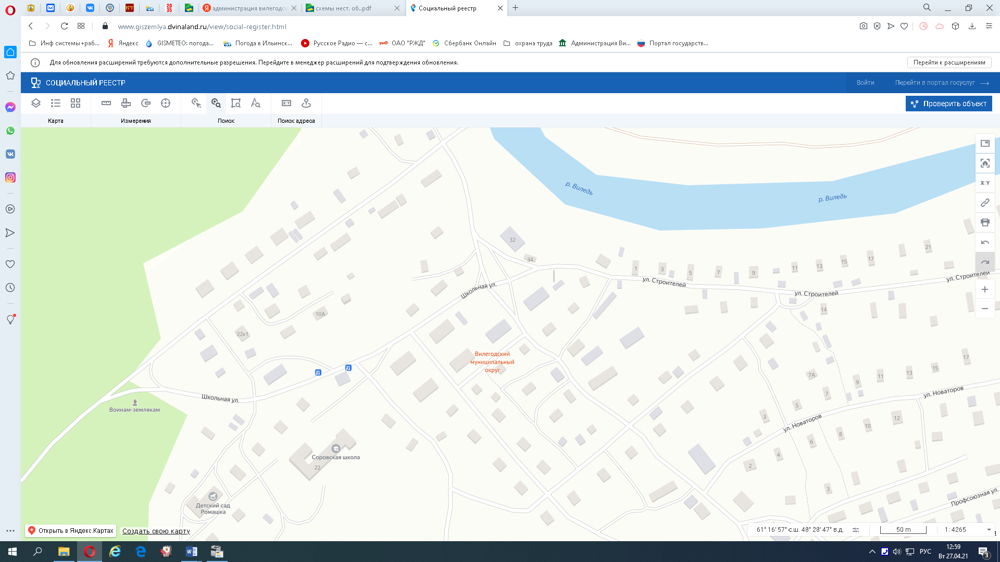 администрация вилегодс
схемы нест. об..pdf
Социальный реестр
www.giszemlya.dvinaland.ru/view/social-register.html
Инф системы+раб...
Яндекс
GISMETEO: погода...
Погода в Ильинск...
Русское Радио — с...
ОАО "РЖД"
Сбербанк Онлайн
охрана труда
Администрация Ви...
Портал государств...
Для обновления расширений требуются дополнительные разрешения. Перейдите в менеджер расширений для подтверждения обновления.
Перейти к расширениям
СОЦИАЛЬНЫЙ РЕЕСТР
Войти
Перейти в портал госуслуг
Проверить объект
Карта
Измерения
Поиск
Поиск адреса
р. Виледь
р. Виледь
X:Y
32
34
21
1
3
5
7
9
11
13
15
17
ул. Строителей
ул. Строителей
ул. Строителей
Школьная ул.
10А
14
22к1
Вилегодский
муниципальный
округ
17
7А
9
11
13
15
7
5
3
ул. Новаторов
ул. Новаторов
Школьная ул.
Воинам-землякам
12
10
8
6
4
2
3
Соровская школа
22
Детский сад
Ромашка
Профсоюзная ул.
Открыть в Яндекс.Картах
Создать свою карту
61° 16' 57" с.ш. 48° 28' 47" в.д.
50 m
1: 4265
РУС
12:59
Вт 27.04.21
3